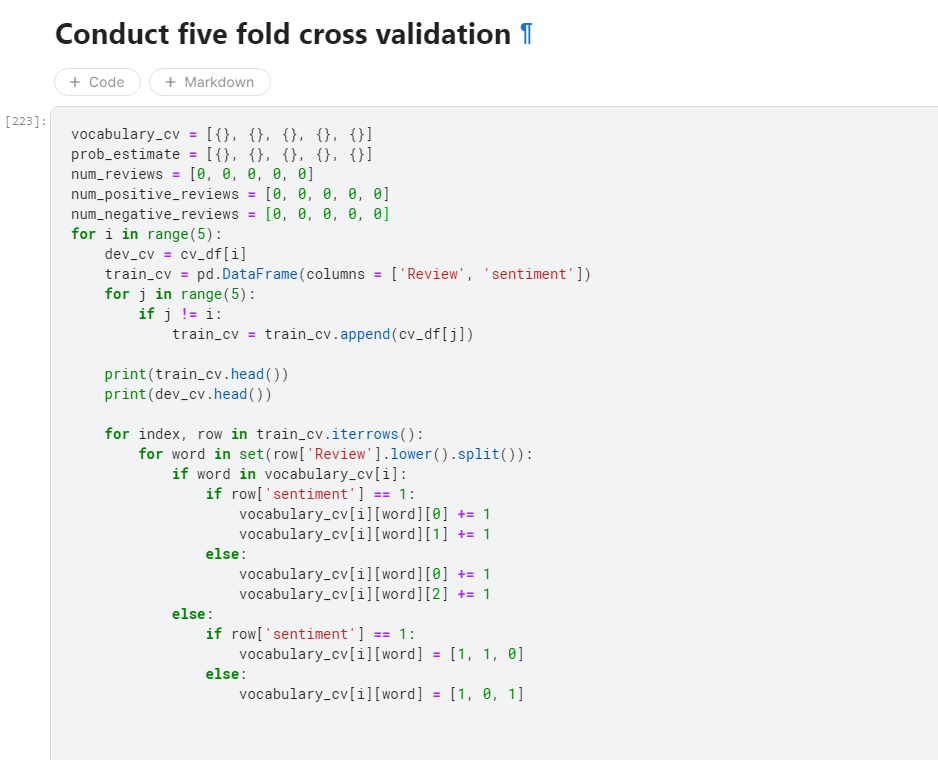 Conduct five fold cross validation ¶
+ Code + Markdown
[223]:
vocabulary_cv = [{}, {}, {}, {}, {}]
prob_estimate = [{}, {}, {}, {}, {}]
num_reviews = [0, 0, 0, 0, 0]
num_positive_reviews = [0, 0, 0, 0, 0]
num_negative_reviews = [0, 0, 0, 0, 0]
for i in range(5):
    dev_cv = cv_df[i]
    train_cv = pd.DataFrame(columns = ['Review', 'sentiment'])
    for j in range(5):
        if j != i:
            train_cv = train_cv.append(cv_df[j])
    print(train_cv.head())
    print(dev_cv.head())
    for index, row in train_cv.iterrows():
        for word in set(row['Review'].lower().split()):
            if word in vocabulary_cv[i]:
                if row['sentiment'] == 1:
                    vocabulary_cv[i][word][0] += 1
                    vocabulary_cv[i][word][1] += 1
                else:
                    vocabulary_cv[i][word][0] += 1
                    vocabulary_cv[i][word][2] += 1
            else:
                if row['sentiment'] == 1:
                    vocabulary_cv[i][word] = [1, 1, 0]
                else:
                    vocabulary_cv[i][word] = [1, 0, 1]